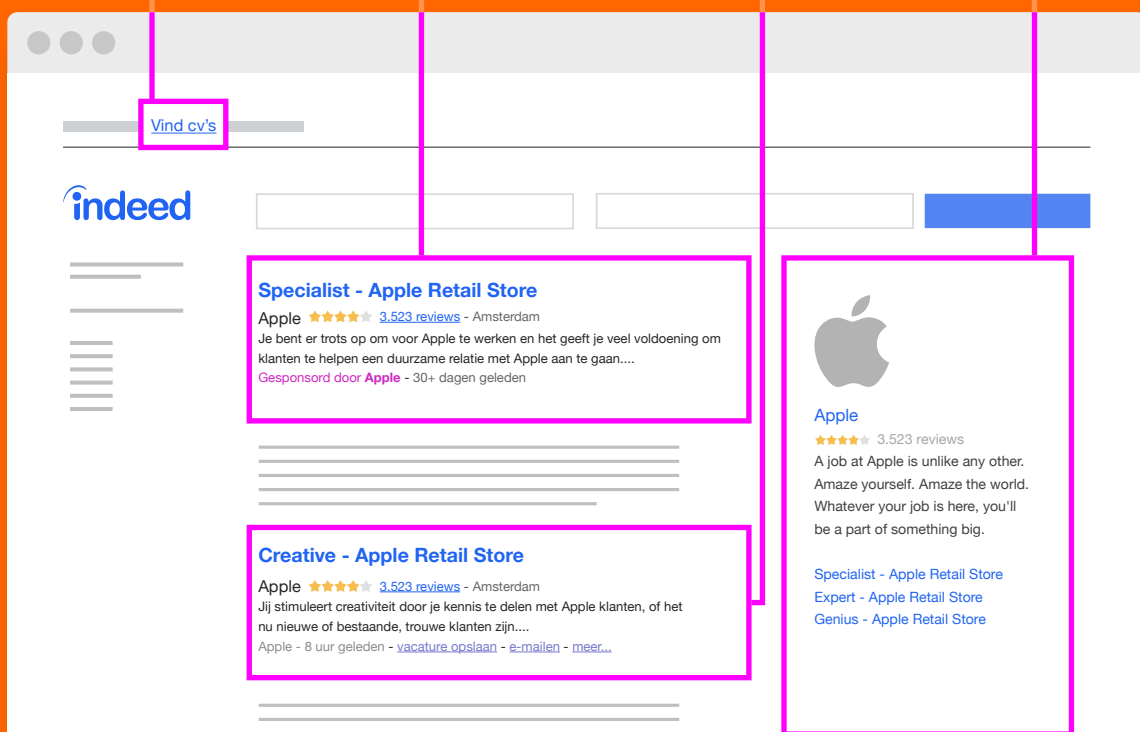 Vind cv's
indeed
Specialist - Apple Retail Store
Apple 3.523 reviews - Amsterdam
Je bent er trots op om voor Apple te werken en het geeft je veel voldoening om
klanten te helpen een duurzame relatie met Apple aan te gaan....
Gesponsord door Apple - 30+ dagen geleden
Creative - Apple Retail Store
Apple 3.523 reviews - Amsterdam
Jij stimuleert creativiteit door je kennis te delen met Apple klanten, of het
nu nieuwe of bestaande, trouwe klanten zijn....
Apple - 8 uur geleden - vacature opslaan - e-mailen - meer...
Apple
3.523 reviews
A job at Apple is unlike any other.
Amaze yourself. Amaze the world.
Whatever your job is here, you'll
be a part of something big.
Specialist - Apple Retail Store
Expert - Apple Retail Store
Genius - Apple Retail Store